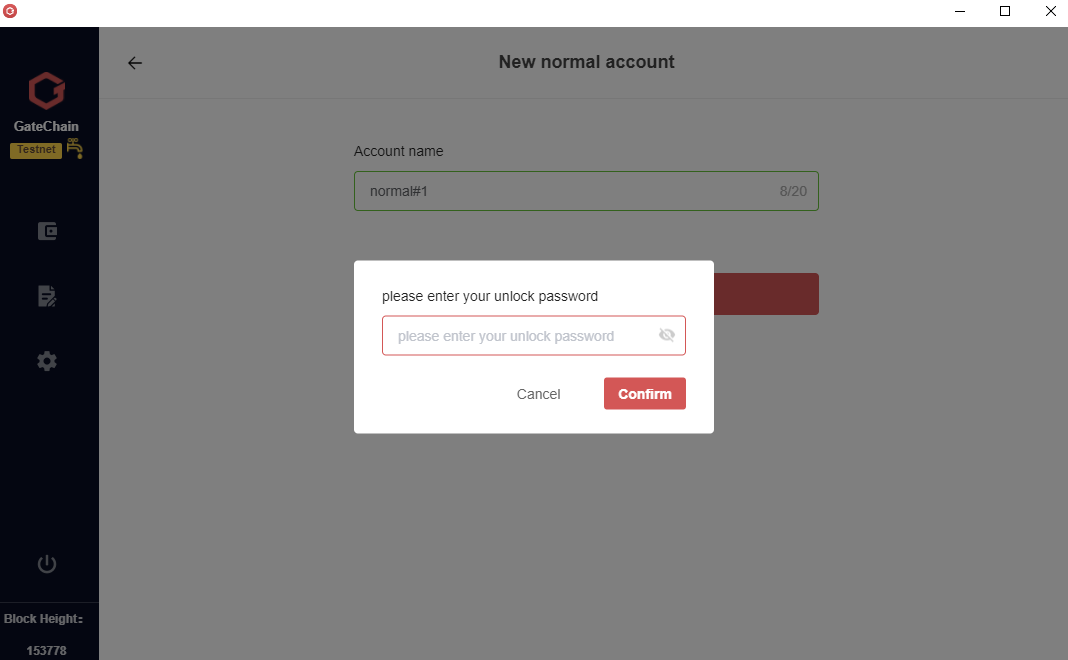 New normal account
GateChain
Testnet
Account name
normal#1 8/20
please enter your unlock password
please enter your unlock password
Cancel Confirm
Block Height:
153778